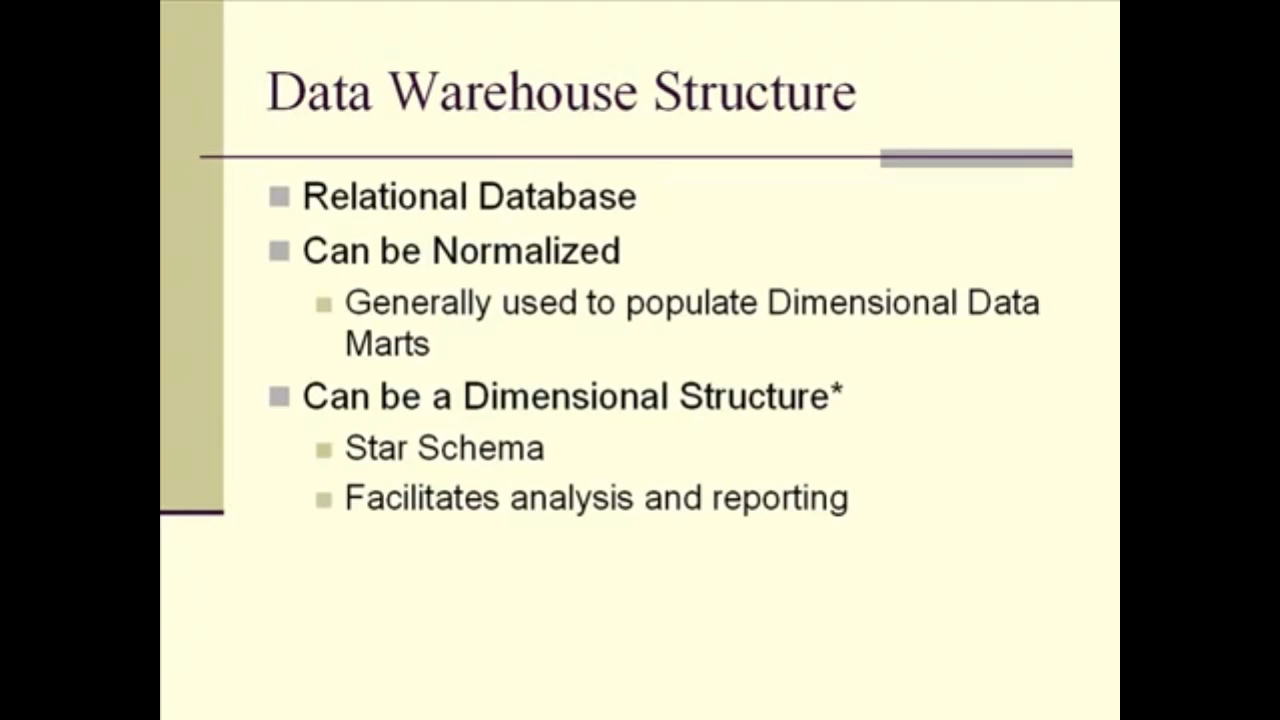 Data Warehouse Structure
Relational Database
Can be Normalized
Generally used to populate Dimensional Data
Marts
Can be a Dimensional Structure*
Star Schema
Facilitates analysis and reporting